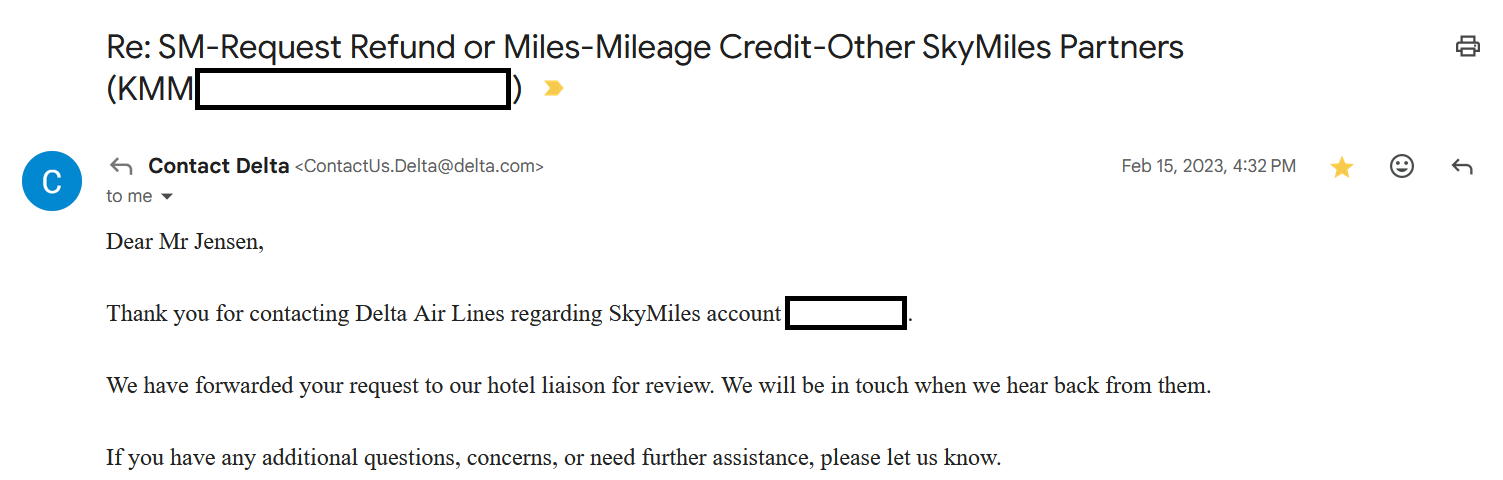 Re: SM-Request Refund or Miles-Mileage Credit-Other SkyMiles Partners
(KMM )
C
Contact Delta <ContactUs.Delta@delta.com>
Feb 15, 2023, 4:32 PM
to me
Dear Mr Jensen,
Thank you for contacting Delta Air Lines regarding SkyMiles account .
We have forwarded your request to our hotel liaison for review. We will be in touch when we hear back from them.
If you have any additional questions, concerns, or need further assistance, please let us know.